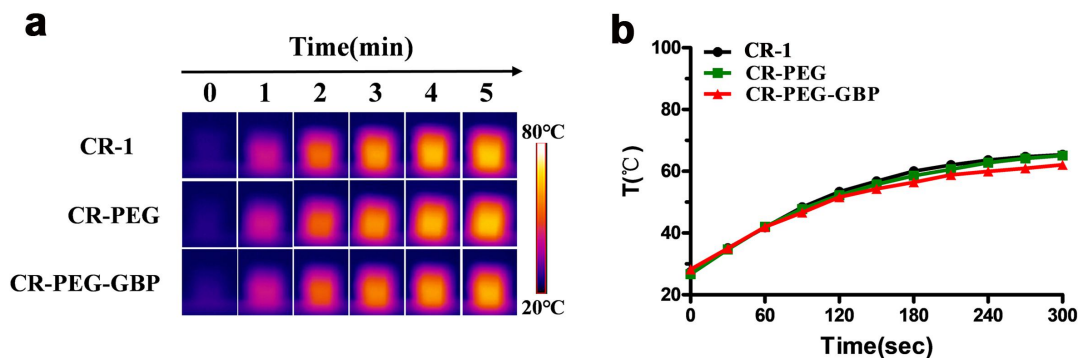 a
Time(min)
0 1 2 3 4 5
CR-1
CR-PEG
CR-PEG-GBP
80℃
20℃
b
CR-1
CR-PEG
CR-PEG-GBP
T(℃)
100
80
60
40
20
0 60 120 180 240 300
Time(sec)